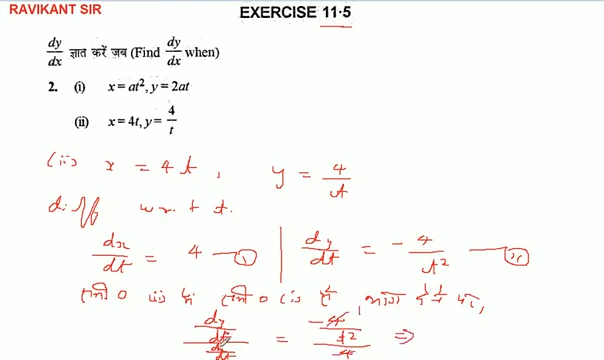 RAVIKANT SIR
EXERCISE 11·5
dy/dx ज्ञात करें जब (Find dy/dx when)
2. (i) x = at², y = 2at
(ii) x = 4t, y = 4/t
(ii) x = 4t, y = 4/t
diff w.r.t t.
dx/dt = 4 —(i) | dy/dt = - 4/t² —(ii)
समी० (ii) में समी० (i) से भाग देने पर,
(dy/dt)/(dx/dt) = (-4/t²)/4 ⇒